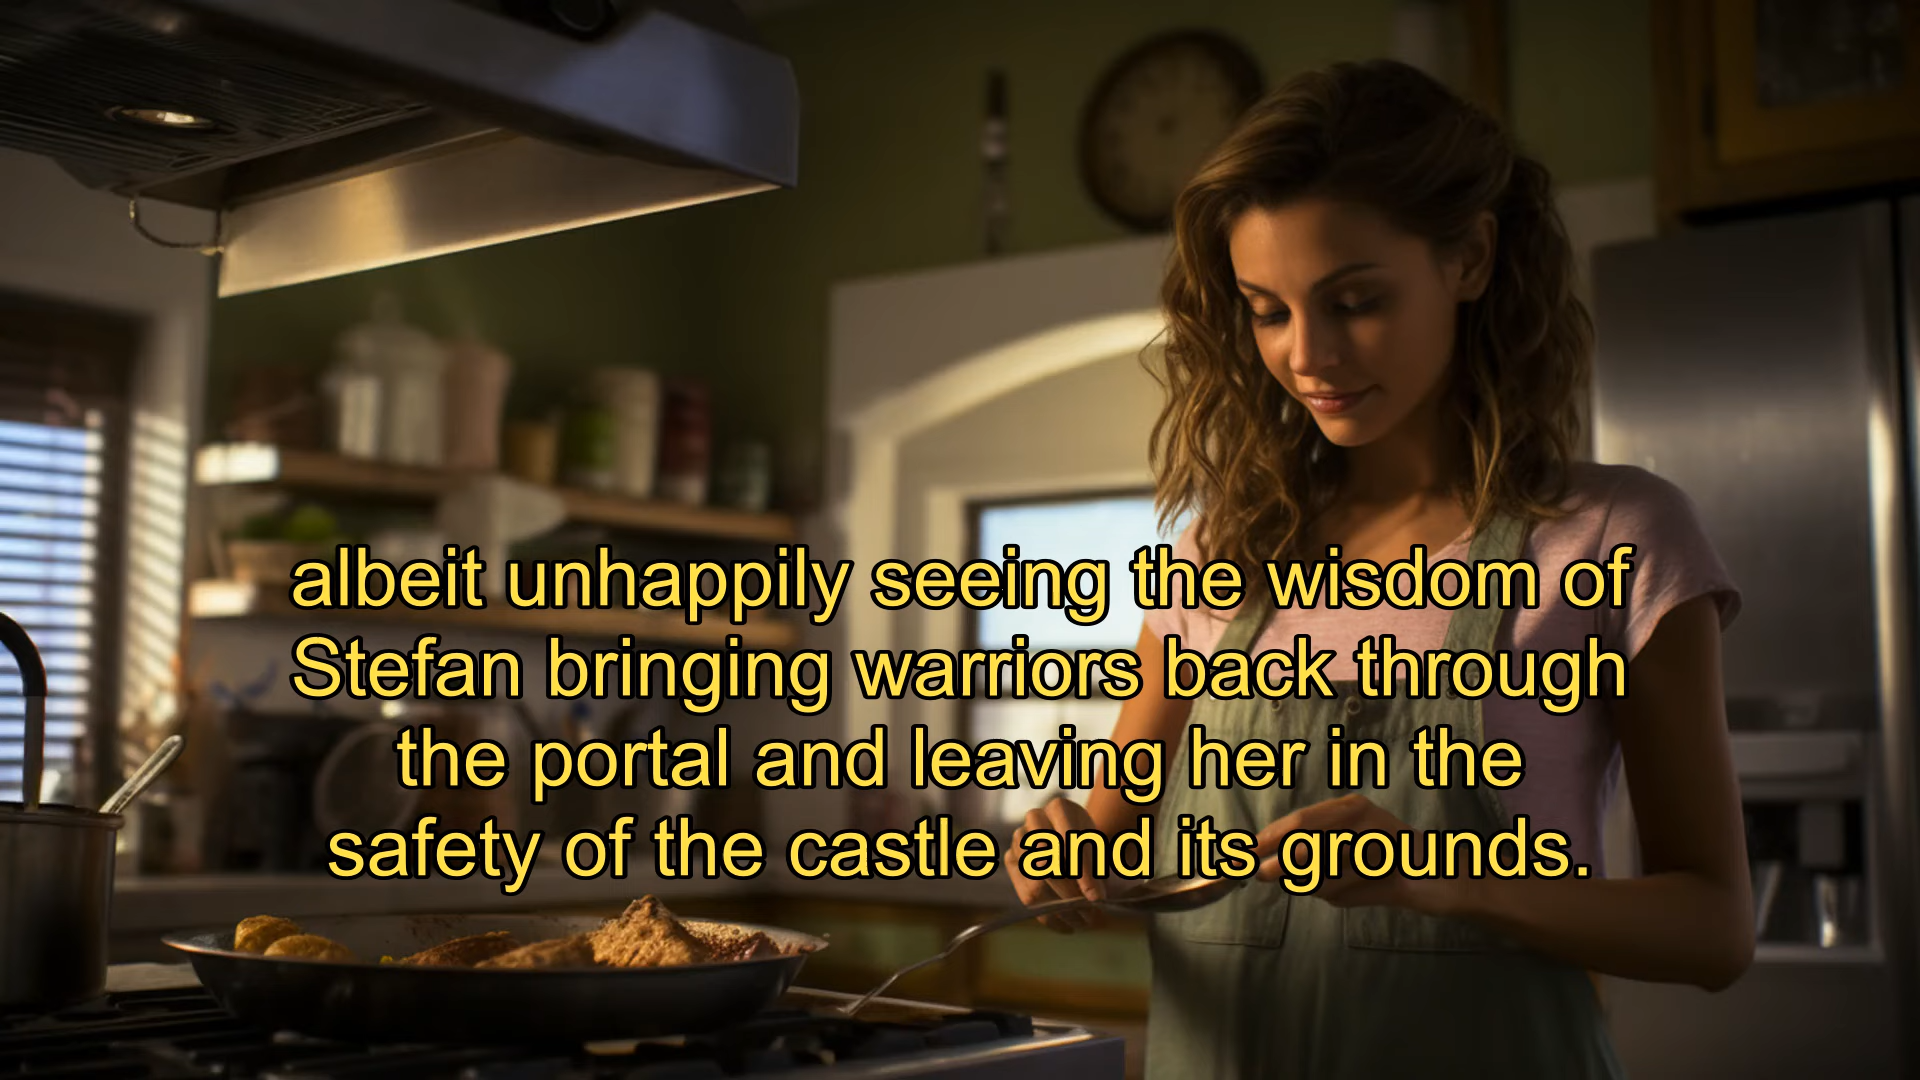 albeit unhappily seeing the wisdom of
Stefan bringing warriors back through
the portal and leaving her in the
safety of the castle and its grounds.